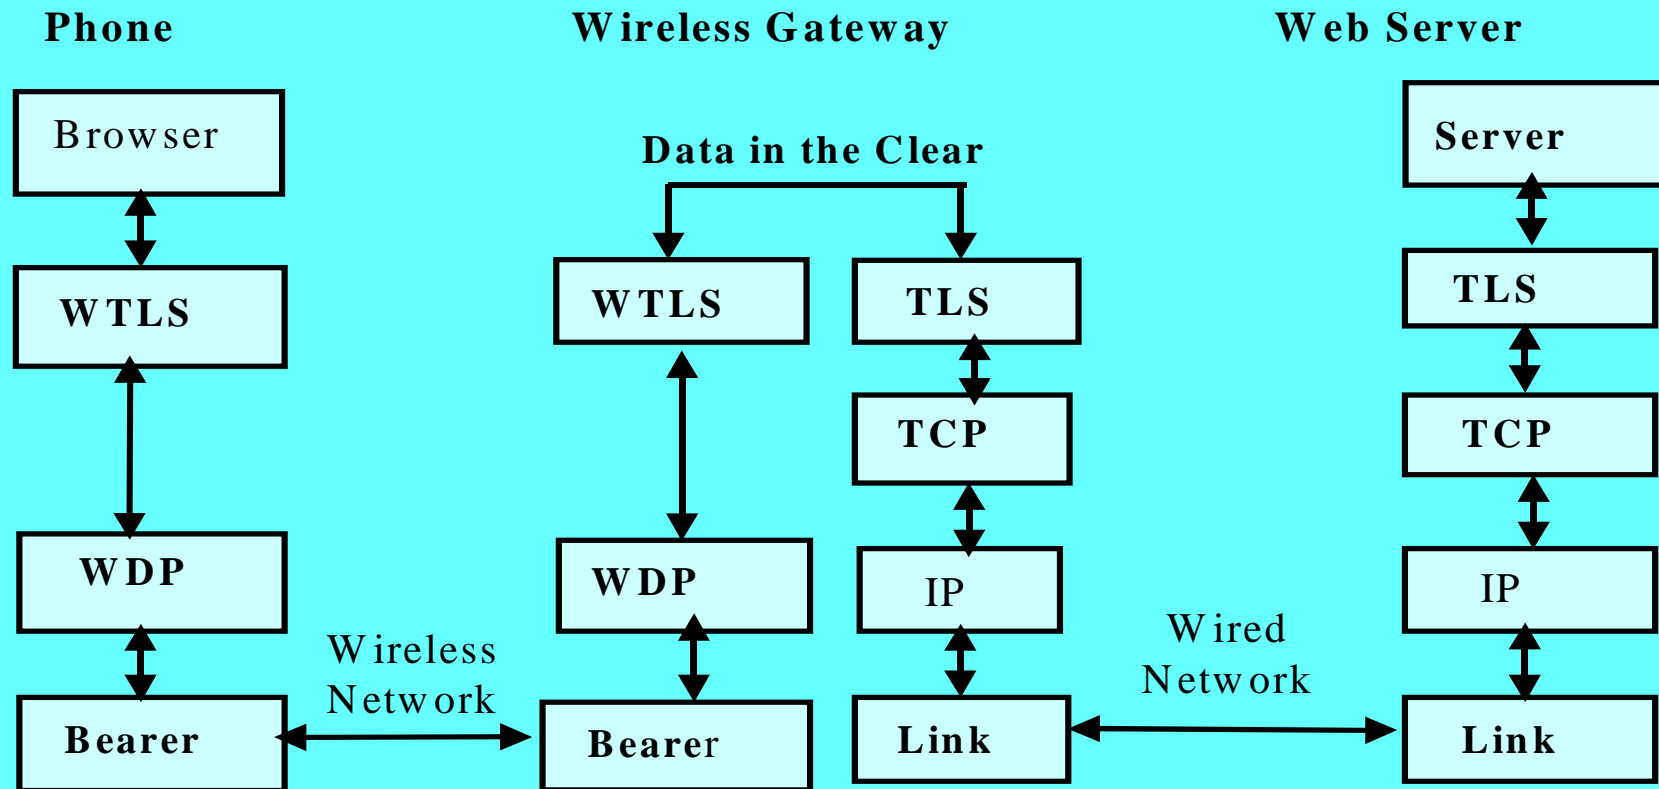 Phone
Wireless Gateway
Web Server
Browser
WTLS
WDP
Bearer
Wireless
Network
Data in the Clear
WTLS
WDP
Bearer
TLS
TCP
IP
Link
Wired
Network
Server
TLS
TCP
IP
Link